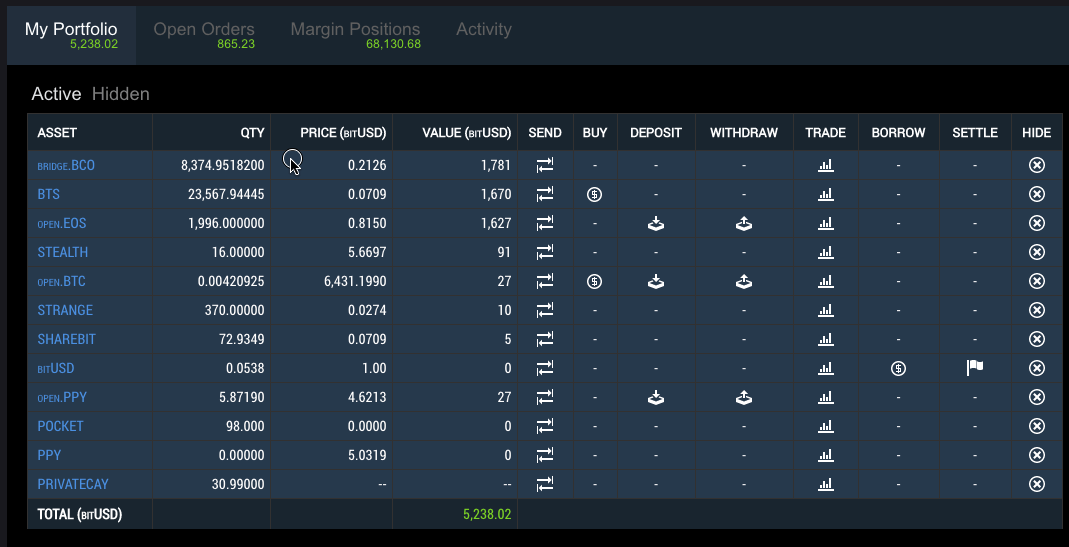 My Portfolio Open Orders Margin Positions Activity
5,238.02 865.23 68,130.68
Active Hidden
ASSET QTY PRICE (BITUSD) VALUE (BITUSD) SEND BUY DEPOSIT WITHDRAW TRADE BORROW SETTLE HIDE
BRIDGE.BCO 8,374.9518200 0.2126 1,781 - - - - -
BTS 23,567.94445 0.0709 1,670 - - - -
OPEN.EOS 1,996.000000 0.8150 1,627 - - -
STEALTH 16.00000 5.6697 91 - - - - -
OPEN.BTC 0.00420925 6,431.1990 27 - -
STRANGE 370.00000 0.0274 10 - - - - -
SHAREBIT 72.9349 0.0709 5 - - - - -
BITUSD 0.0538 1.00 0 - - -
OPEN.PPY 5.87190 4.6213 27 - - -
POCKET 98.000 0.0000 0 - - - - -
PPY 0.00000 5.0319 0 - - - - -
PRIVATECAY 30.99000 -- -- - - - - -
TOTAL (BITUSD) 5,238.02